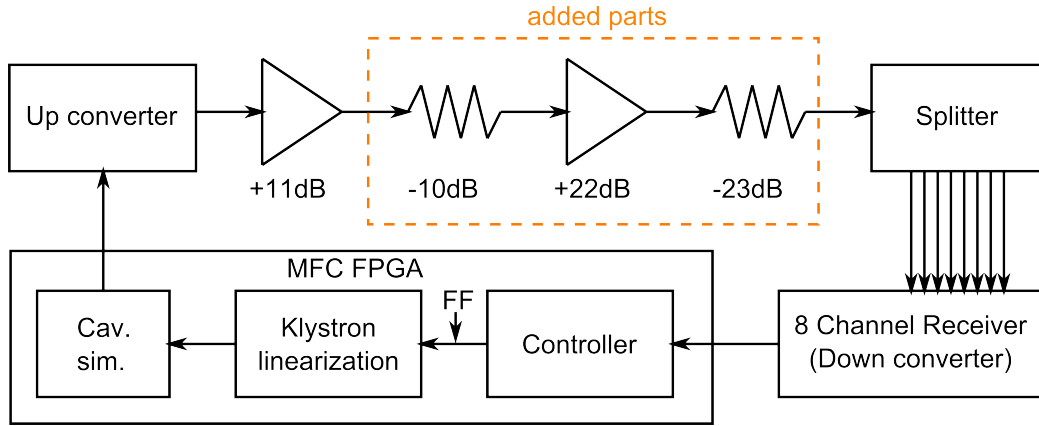 added parts
Up converter
Splitter
+11dB
-10dB
+22dB
-23dB
MFC FPGA
FF
Cav.
sim.
Klystron
linearization
Controller
8 Channel Receiver
(Down converter)